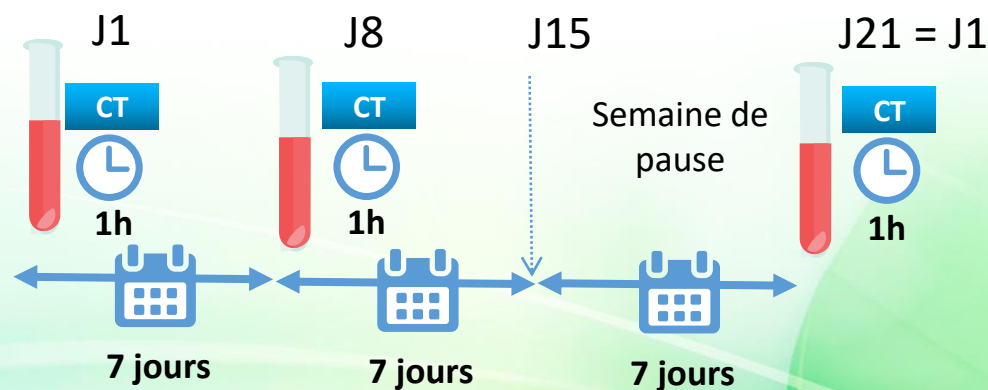 J1
J8
J15
J21 = J1
CT
CT
Semaine de
pause
CT
1h
1h
1h
7 jours
7 jours
7 jours